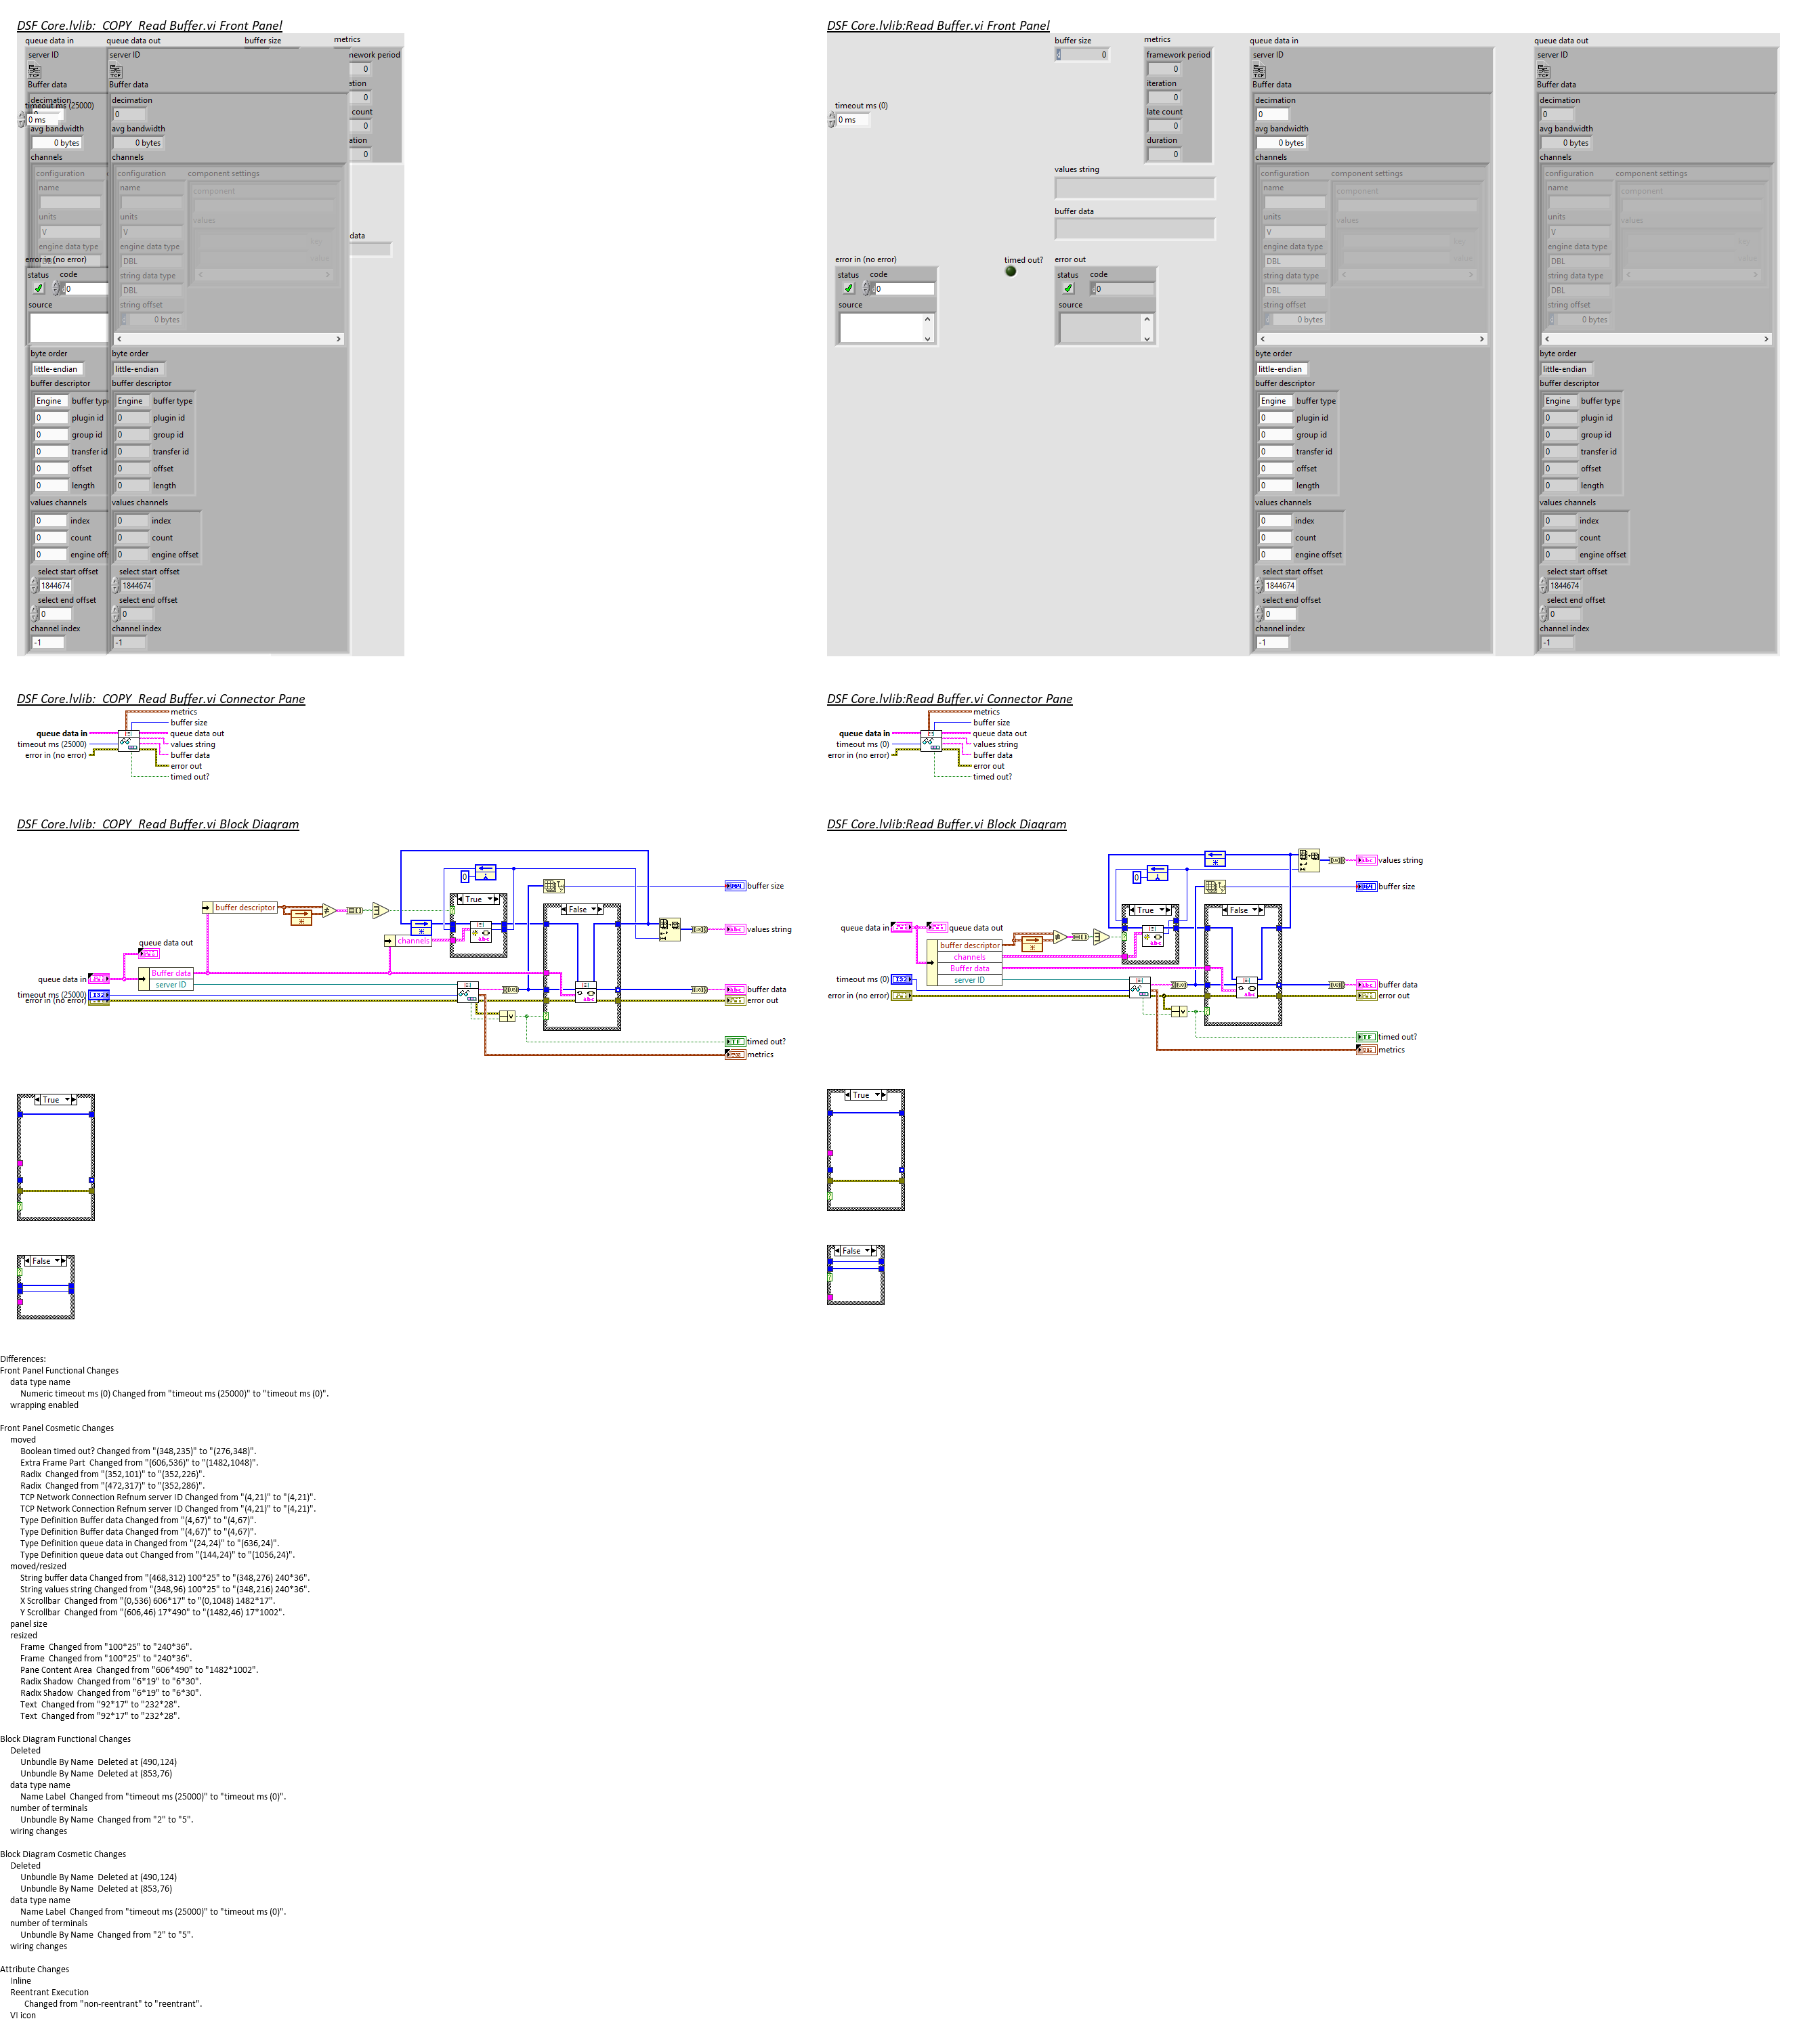 DSF Core.lvlib:_COPY_Read Buffer.vi Front Panel
queue data in
queue data out
buffer size
metrics
server ID
server ID
TCP
TCP
Buffer data
Buffer data
decimation
decimation
timeout ms (25000)
0 ms
0
avg bandwidth
avg bandwidth
0 bytes
0 bytes
channels
channels
configuration
configuration
component settings
name
name
component
units
units
values
V
V
engine data type
engine data type
DBL
string data type
DBL
string offset
0 bytes
ework period
0
ation
0
count
0
ation
0
data
error in (no error)
status
code
0
source
byte order
byte order
little-endian
little-endian
buffer descriptor
buffer descriptor
Engine
buffer typ
Engine
buffer type
0
plugin id
0
plugin id
0
group id
0
group id
0
transfer id
0
transfer id
0
offset
0
offset
0
length
0
length
values channels
values channels
0
index
0
index
0
count
0
count
0
engine offs
0
engine offset
select start offset
select start offset
1844674
1844674
select end offset
select end offset
0
0
channel index
channel index
-1
-1
DSF Core.lvlib:Read Buffer.vi Front Panel
buffer size
0
metrics
framework period
0
iteration
0
late count
0
duration
0
timeout ms (0)
0 ms
values string
buffer data
error in (no error)
status
code
0
source
timed out?
error out
status
code
0
source
queue data in
server ID
TCP
Buffer data
decimation
0
avg bandwidth
0 bytes
channels
configuration
component settings
name
component
units
values
V
key
engine data type
value
DBL
string data type
DBL
string offset
0 bytes
byte order
little-endian
buffer descriptor
Engine
buffer type
0
plugin id
0
group id
0
transfer id
0
offset
0
length
values channels
0
index
0
count
0
engine offset
select start offset
1844674
select end offset
0
channel index
-1
queue data out
server ID
TCP
Buffer data
decimation
0
avg bandwidth
0 bytes
channels
configuration
component settings
name
component
units
values
V
key
engine data type
value
DBL
string data type
DBL
string offset
0 bytes
byte order
little-endian
buffer descriptor
Engine
buffer type
0
plugin id
0
group id
0
transfer id
0
offset
0
length
values channels
0
index
0
count
0
engine offset
select start offset
1844674
select end offset
0
channel index
-1
DSF Core.lvlib:_COPY_Read Buffer.vi Connector Pane
metrics
buffer size
queue data in
queue data out
timeout ms (25000)
values string
error in (no error)
buffer data
error out
timed out?
DSF Core.lvlib:Read Buffer.vi Connector Pane
metrics
buffer size
queue data in
queue data out
timeout ms (0)
values string
error in (no error)
buffer data
error out
timed out?
DSF Core.lvlib:_COPY_Read Buffer.vi Block Diagram
0
buffer size
True
False
buffer descriptor
values string
channels
abc
queue data out
Buffer data
queue data in
server ID
timeout ms (25000)
error in (no error)
abc
buffer data
error out
timed out?
metrics
True
False
DSF Core.lvlib:Read Buffer.vi Block Diagram
values string
0
buffer size
True
False
queue data in
queue data out
abc
buffer descriptor
channels
Buffer data
server ID
timeout ms (0)
error in (no error)
abc
buffer data
error out
timed out?
metrics
True
False
Differences:
Front Panel Functional Changes
data type name
Numeric timeout ms (0) Changed from "timeout ms (25000)" to "timeout ms (0)".
wrapping enabled
Front Panel Cosmetic Changes
moved
Boolean timed out? Changed from "(348,235)" to "(276,348)".
Extra Frame Part  Changed from "(606,536)" to "(1482,1048)".
Radix  Changed from "(352,101)" to "(352,226)".
Radix  Changed from "(472,317)" to "(352,286)".
TCP Network Connection Refnum server ID Changed from "(4,21)" to "(4,21)".
TCP Network Connection Refnum server ID Changed from "(4,21)" to "(4,21)".
Type Definition Buffer data Changed from "(4,67)" to "(4,67)".
Type Definition Buffer data Changed from "(4,67)" to "(4,67)".
Type Definition queue data in Changed from "(24,24)" to "(636,24)".
Type Definition queue data out Changed from "(144,24)" to "(1056,24)".
moved/resized
String buffer data Changed from "(468,312) 100*25" to "(348,276) 240*36".
String values string Changed from "(348,96) 100*25" to "(348,216) 240*36".
X Scrollbar  Changed from "(0,536) 606*17" to "(0,1048) 1482*17".
Y Scrollbar  Changed from "(606,46) 17*490" to "(1482,46) 17*1002".
panel size
resized
Frame  Changed from "100*25" to "240*36".
Frame  Changed from "100*25" to "240*36".
Pane Content Area  Changed from "606*490" to "1482*1002".
Radix Shadow  Changed from "6*19" to "6*30".
Radix Shadow  Changed from "6*19" to "6*30".
Text  Changed from "92*17" to "232*28".
Text  Changed from "92*17" to "232*28".
Block Diagram Functional Changes
Deleted
Unbundle By Name  Deleted at (490,124)
Unbundle By Name  Deleted at (853,76)
data type name
Name Label  Changed from "timeout ms (25000)" to "timeout ms (0)".
number of terminals
Unbundle By Name  Changed from "2" to "5".
wiring changes
Block Diagram Cosmetic Changes
Deleted
Unbundle By Name  Deleted at (490,124)
Unbundle By Name  Deleted at (853,76)
data type name
Name Label  Changed from "timeout ms (25000)" to "timeout ms (0)".
number of terminals
Unbundle By Name  Changed from "2" to "5".
wiring changes
Attribute Changes
Inline
Reentrant Execution
Changed from "non-reentrant" to "reentrant".
VI icon